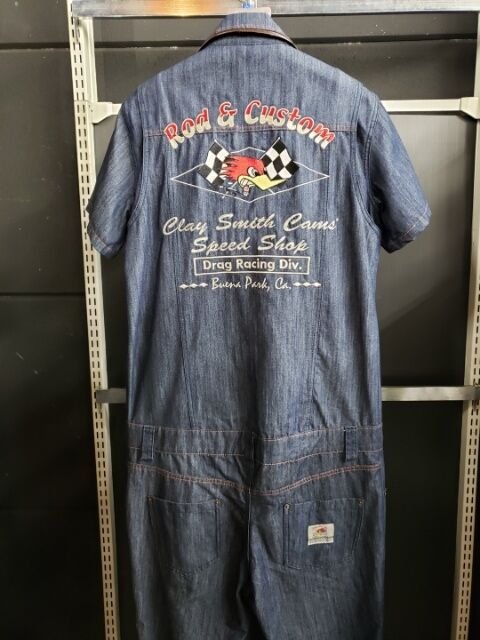 Rod & Custom
Clay Smith Cams'
Speed Shop
Drag Racing Div.
Buena Park, Ca.